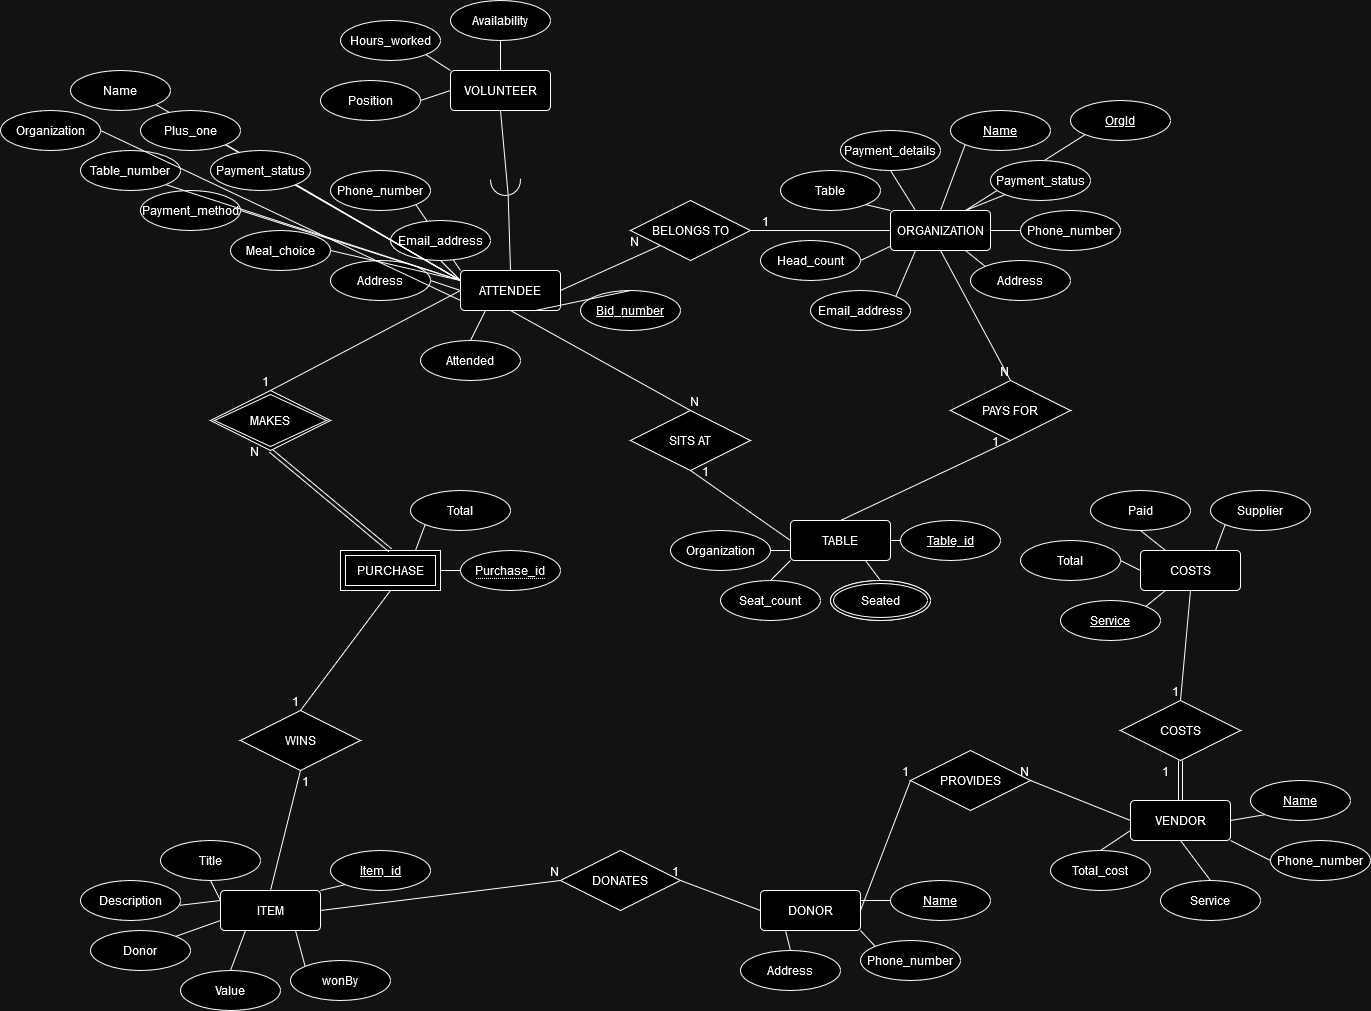 Availability
Hours_worked
VOLUNTEER
Position
Name
Organization
Plus_one
Table_number
Payment_status
Payment_method
Phone_number
Meal_choice
Email_address
Address
ATTENDEE
Bid_number
Attended
N
BELONGS TO
1
Payment_details
Name
OrgId
Table
Payment_status
ORGANIZATION
Phone_number
Head_count
Address
Email_address
1
MAKES
N
N
SITS AT
1
N
PAYS FOR
1
Total
PURCHASE
Purchase_id
Organization
TABLE
Table_id
Seat_count
Seated
Paid
Supplier
Total
COSTS
Service
1
WINS
1
1
COSTS
1
1
PROVIDES
N
VENDOR
Name
Phone_number
Total_cost
Service
Title
Item_id
Description
ITEM
Donor
Value
wonBy
N
DONATES
1
DONOR
Name
Address
Phone_number